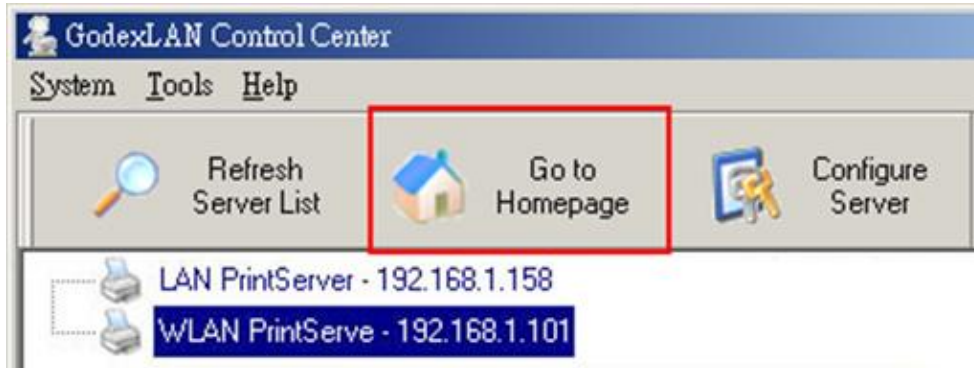 GodexLAN Control Center
System Tools Help
Refresh
Server List
Go to
Homepage
Configure
Server
LAN PrintServer - 192.168.1.158
WLAN PrintServe - 192.168.1.101